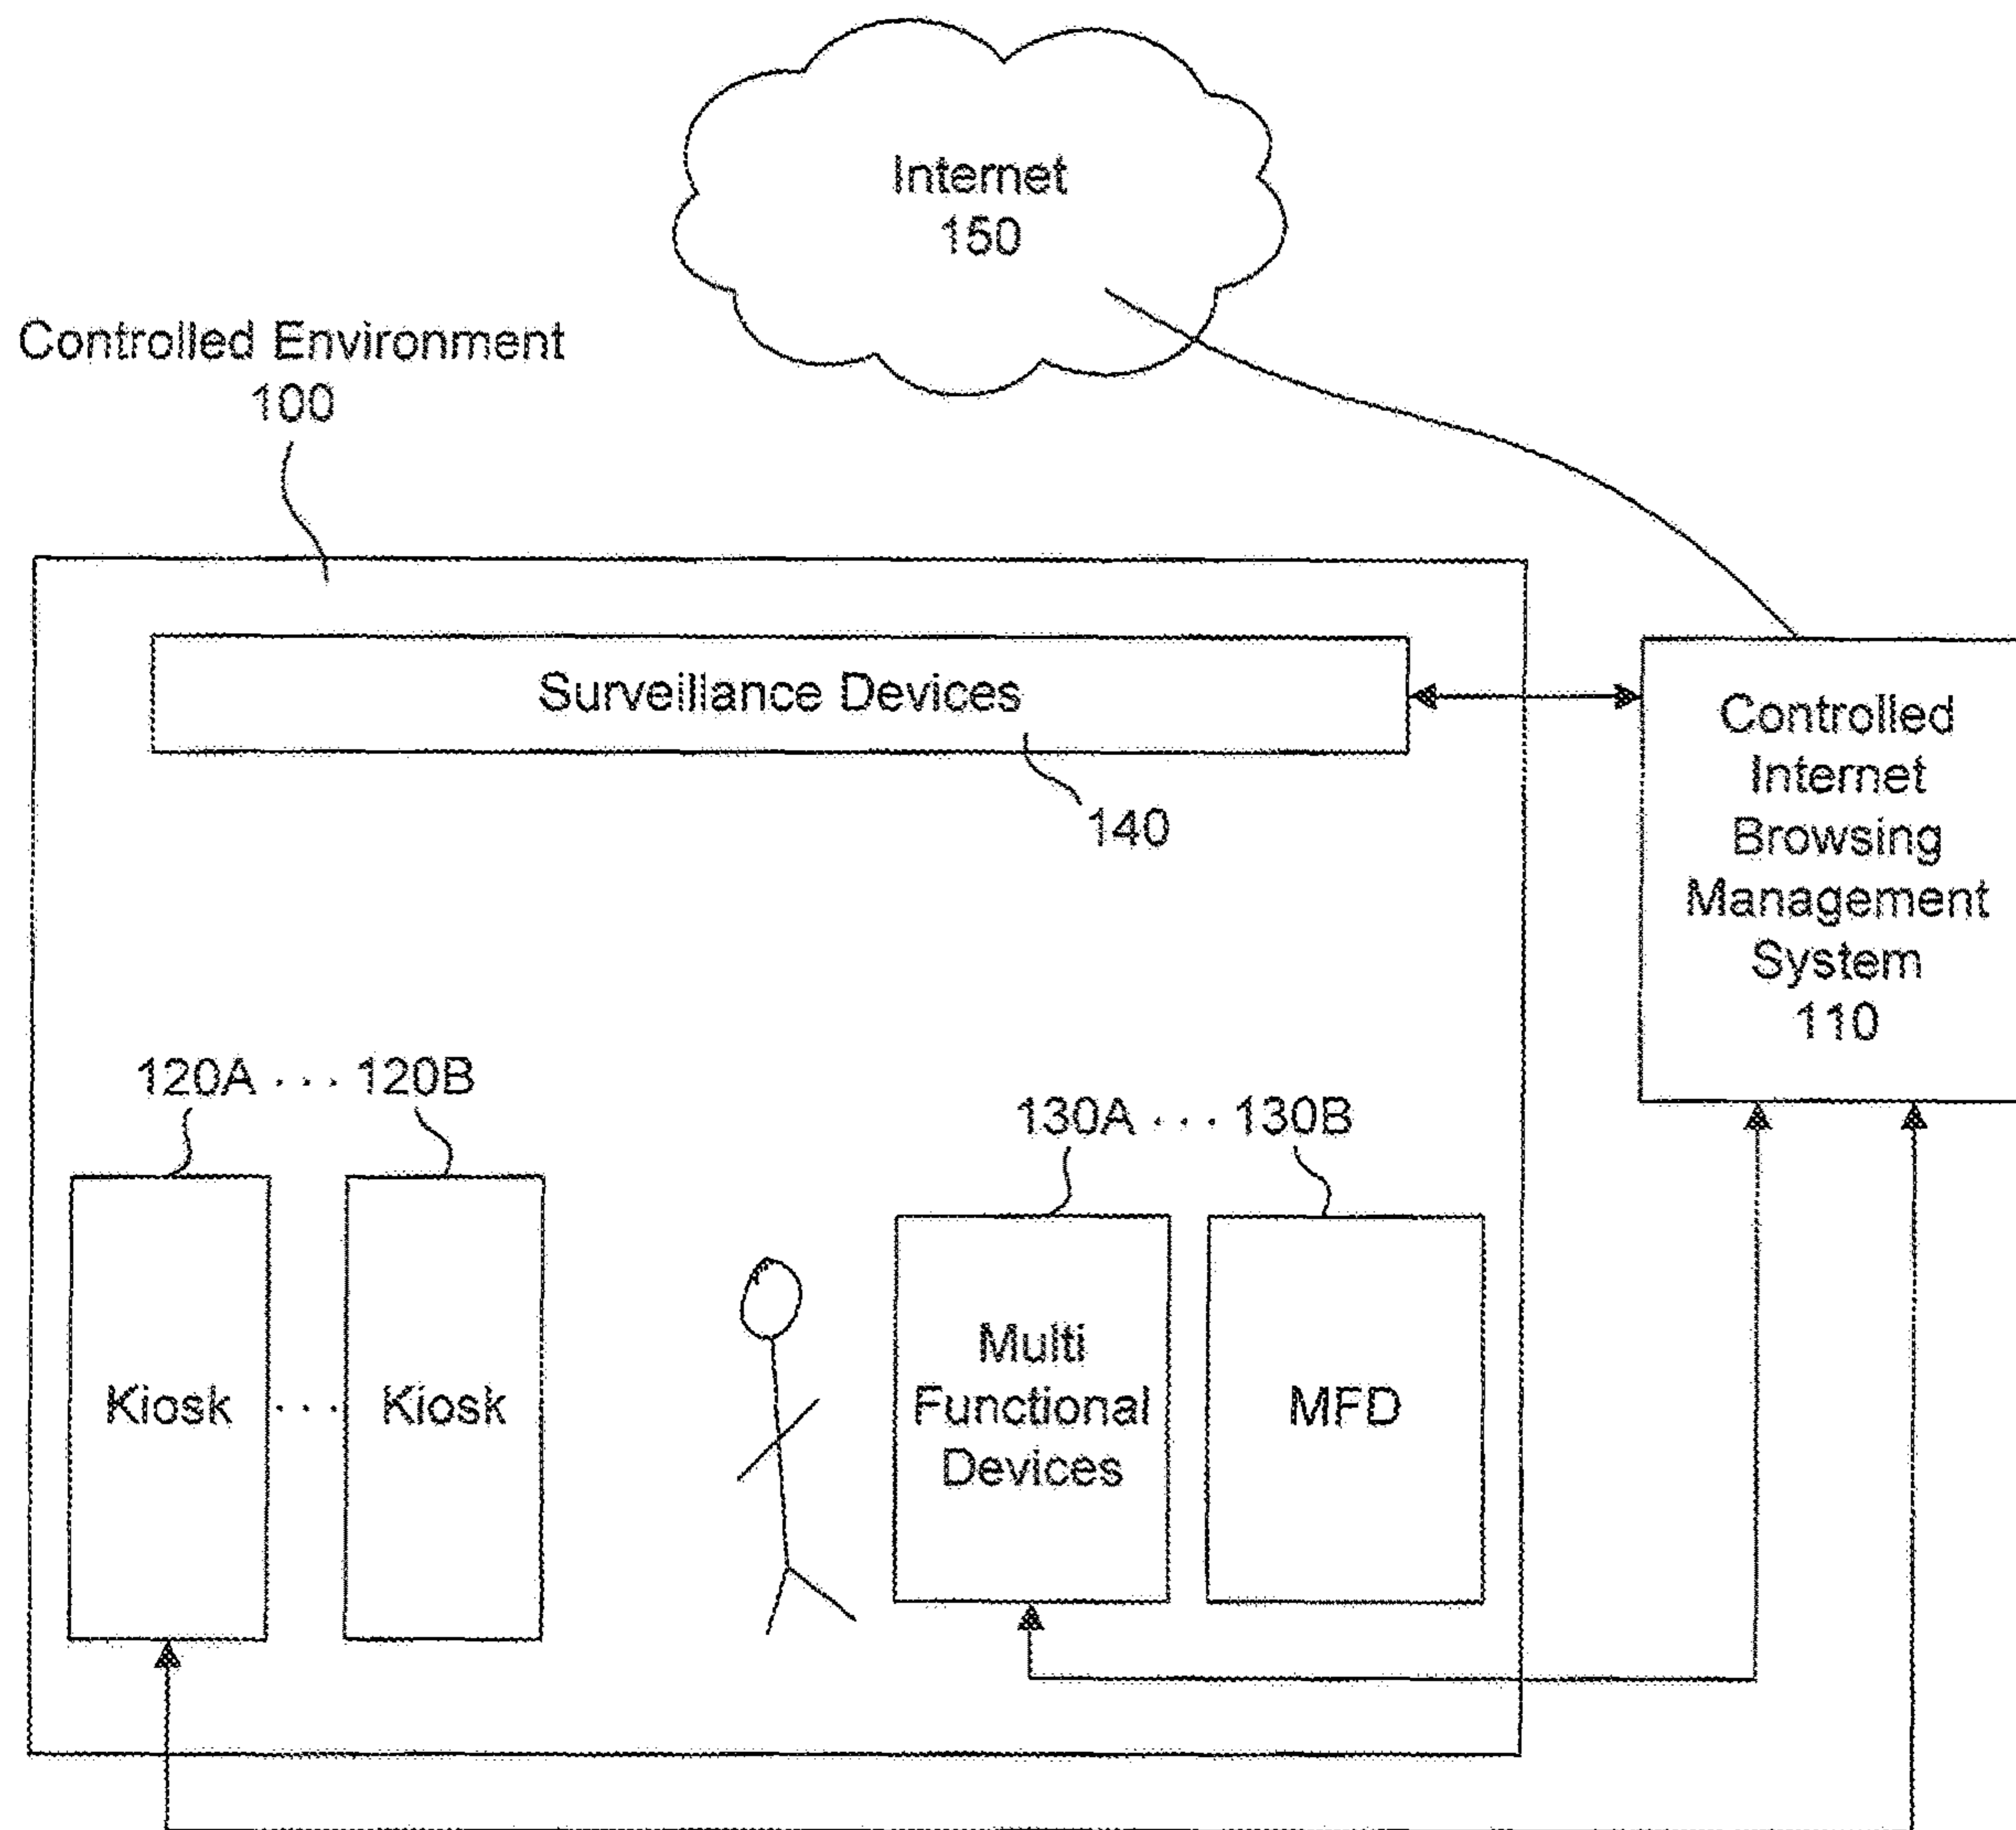 Internet
150
Controlled Environment
100
Surveillance Devices
140
Controlled
Internet
Browsing
Management
System
110
120A . . . 120B
130A . . . 130B
Kiosk . . . Kiosk
Multi
Functional
Devices
MFD